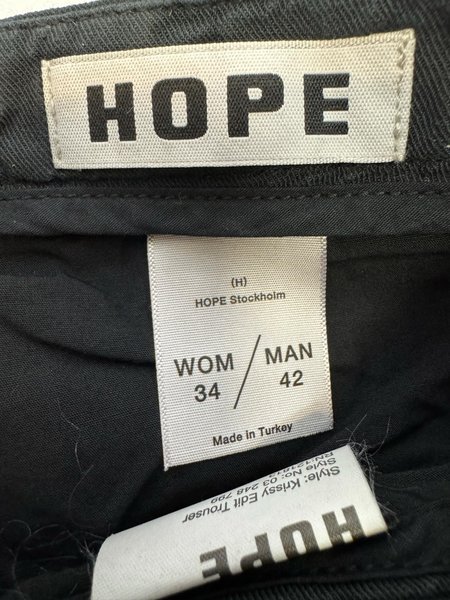 HOPE
(H)
HOPE Stockholm
WOM / MAN
34 / 42
Made in Turkey
HOPE
Style: Krissy Edit Trouser
Style No: 03 248 799